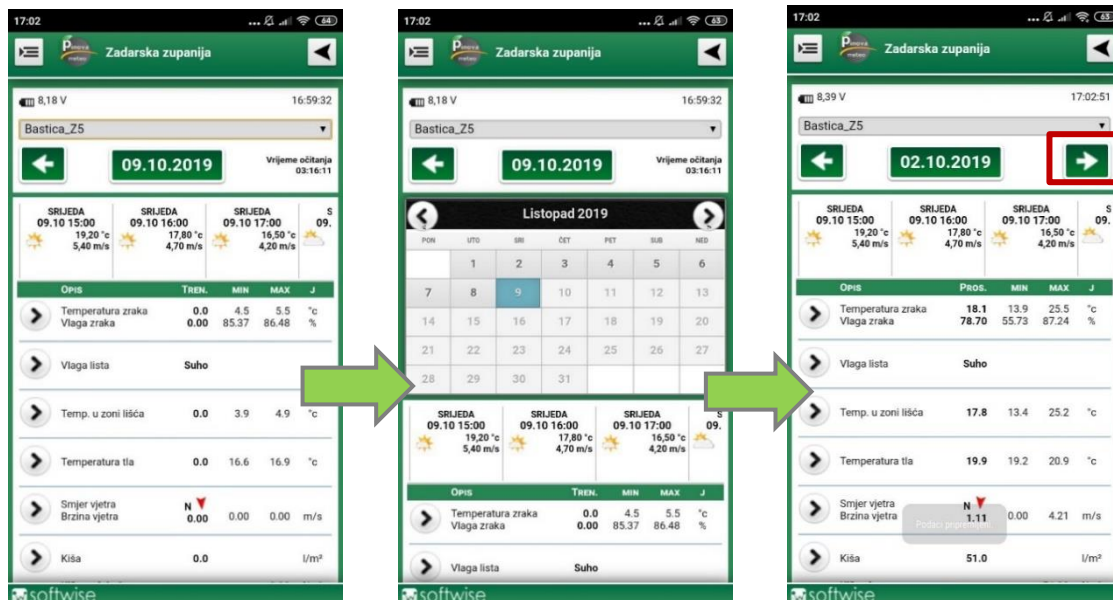 17:02
64
Pinova
meteo
Zadarska zupanija
8,18 V 16:59:32
Bastica_Z5
09.10.2019
Vrijeme očitanja
03:16:11
SRIJEDA SRIJEDA SRIJEDA S
09.10 15:00 09.10 16:00 09.10 17:00 09.
19,20 °c 17,80 °c 16,50 °c
5,40 m/s 4,70 m/s 4,20 m/s
OPIS TREN. MIN MAX J
Temperatura zraka 0.0 4.5 5.5 °c
Vlaga zraka 0.00 85.37 86.48 %
Vlaga lista Suho
Temp. u zoni lišća 0.0 3.9 4.9 °c
Temperatura tla 0.0 16.6 16.9 °c
Smjer vjetra N
Brzina vjetra 0.00 0.00 0.00 m/s
Kiša 0.0 l/m²
softwise
17:02
63
Pinova
meteo
Zadarska zupanija
8,18 V 16:59:32
Bastica_Z5
09.10.2019
Vrijeme očitanja
03:16:11
Listopad 2019
PON UTO SRI ČET PET SUB NED
1 2 3 4 5 6
7 8 9 10 11 12 13
14 15 16 17 18 19 20
21 22 23 24 25 26 27
28 29 30 31
SRIJEDA SRIJEDA SRIJEDA S
09.10 15:00 09.10 16:00 09.10 17:00 09.
19,20 °c 17,80 °c 16,50 °c
5,40 m/s 4,70 m/s 4,20 m/s
OPIS TREN. MIN MAX J
Temperatura zraka 0.0 4.5 5.5 °c
Vlaga zraka 0.00 85.37 86.48 %
Vlaga lista Suho
softwise
17:02
63
Pinova
meteo
Zadarska zupanija
8,39 V 17:02:51
Bastica_Z5
02.10.2019
SRIJEDA SRIJEDA SRIJEDA S
09.10 15:00 09.10 16:00 09.10 17:00 09.
19,20 °c 17,80 °c 16,50 °c
5,40 m/s 4,70 m/s 4,20 m/s
OPIS PROS. MIN MAX J
Temperatura zraka 18.1 13.9 25.5 °c
Vlaga zraka 78.70 55.73 87.24 %
Vlaga lista Suho
Temp. u zoni lišća 17.8 13.4 25.2 °c
Temperatura tla 19.9 19.2 20.9 °c
Smjer vjetra N
Brzina vjetra 1.11 0.00 4.21 m/s
Podaci pripremljeni
Kiša 51.0 l/m²
softwise